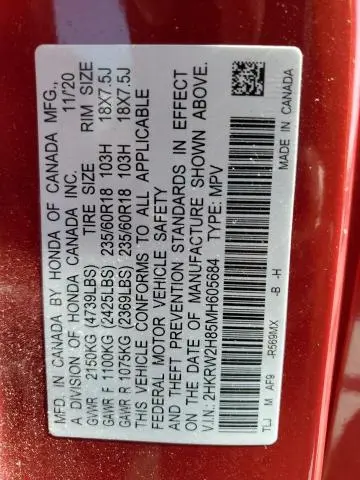 MFD. IN CANADA BY HONDA OF CANADA MFG.,
A DIVISION OF HONDA CANADA INC. 11/20
GVWR 2150KG (4739LBS) TIRE SIZE RIM SIZE
GAWR F 1100KG (2425LBS) 235/60R18 103H 18X7.5J
GAWR R 1075KG (2369LBS) 235/60R18 103H 18X7.5J
THIS VEHICLE CONFORMS TO ALL APPLICABLE
FEDERAL MOTOR VEHICLE SAFETY
AND THEFT PREVENTION STANDARDS IN EFFECT
ON THE DATE OF MANUFACTURE SHOWN ABOVE.
V.I.N.: 2HKRW2H85MH605684 TYPE: MPV
TLJ M AF9 -R569MX -B -H MADE IN CANADA